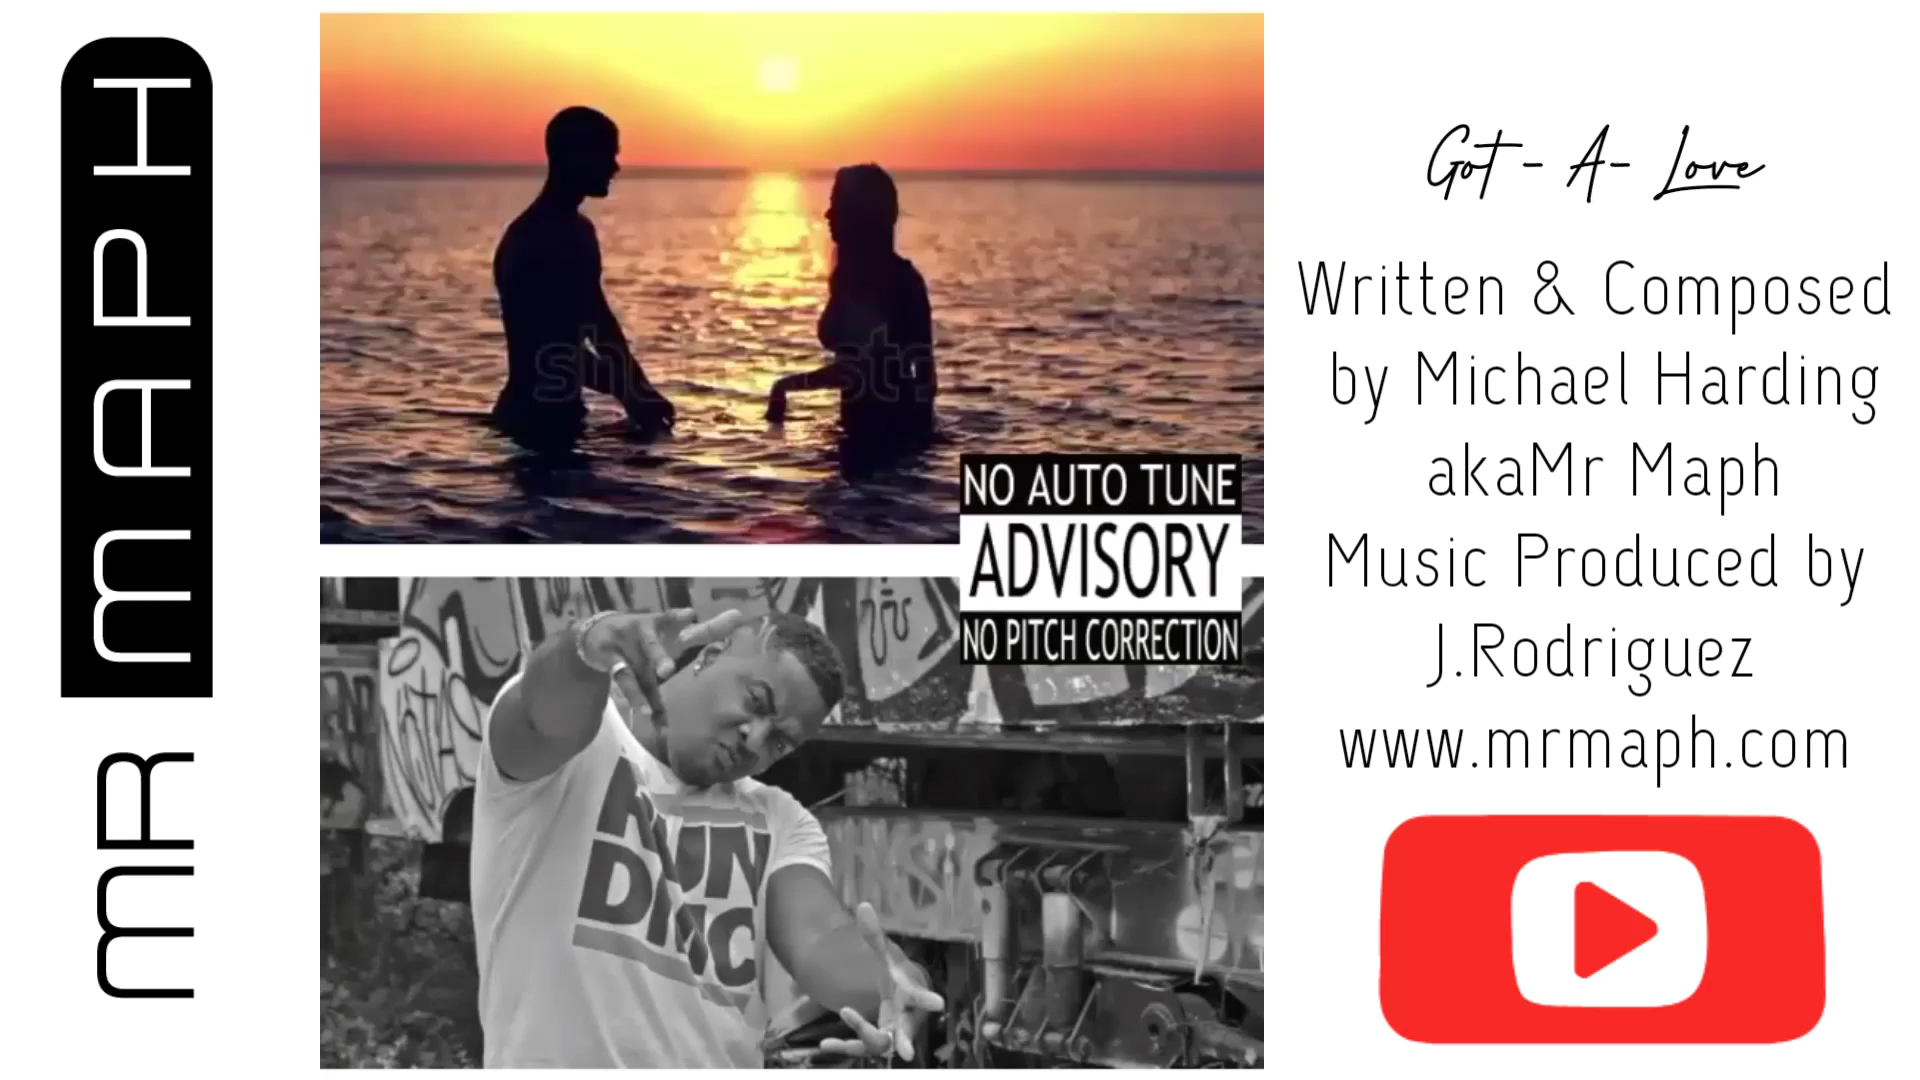 MR MAPH
NO AUTO TUNE
ADVISORY
NO PITCH CORRECTION
RUN
DMC
Got - A- Love
Written & Composed
by Michael Harding
akaMr Maph
Music Produced by
J.Rodriguez
www.mrmaph.com